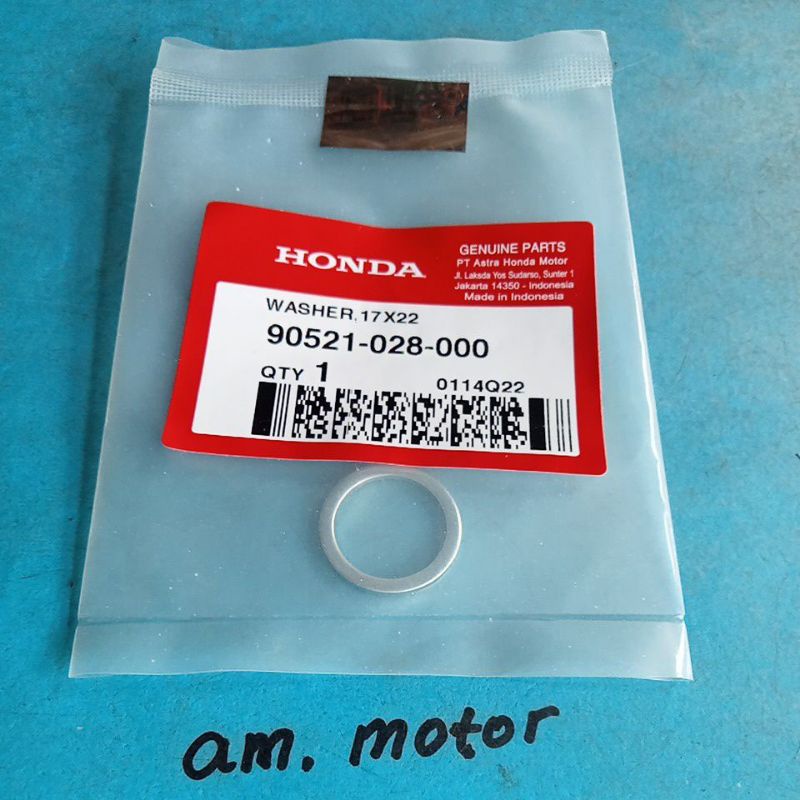 HONDA
GENUINE PARTS
PT Astra Honda Motor
Jl. Laksda Yos Sudarso, Sunter 1
Jakarta 14350 - Indonesia
Made in Indonesia
WASHER,17X22
90521-028-000
QTY 1 0114Q22
am. motor